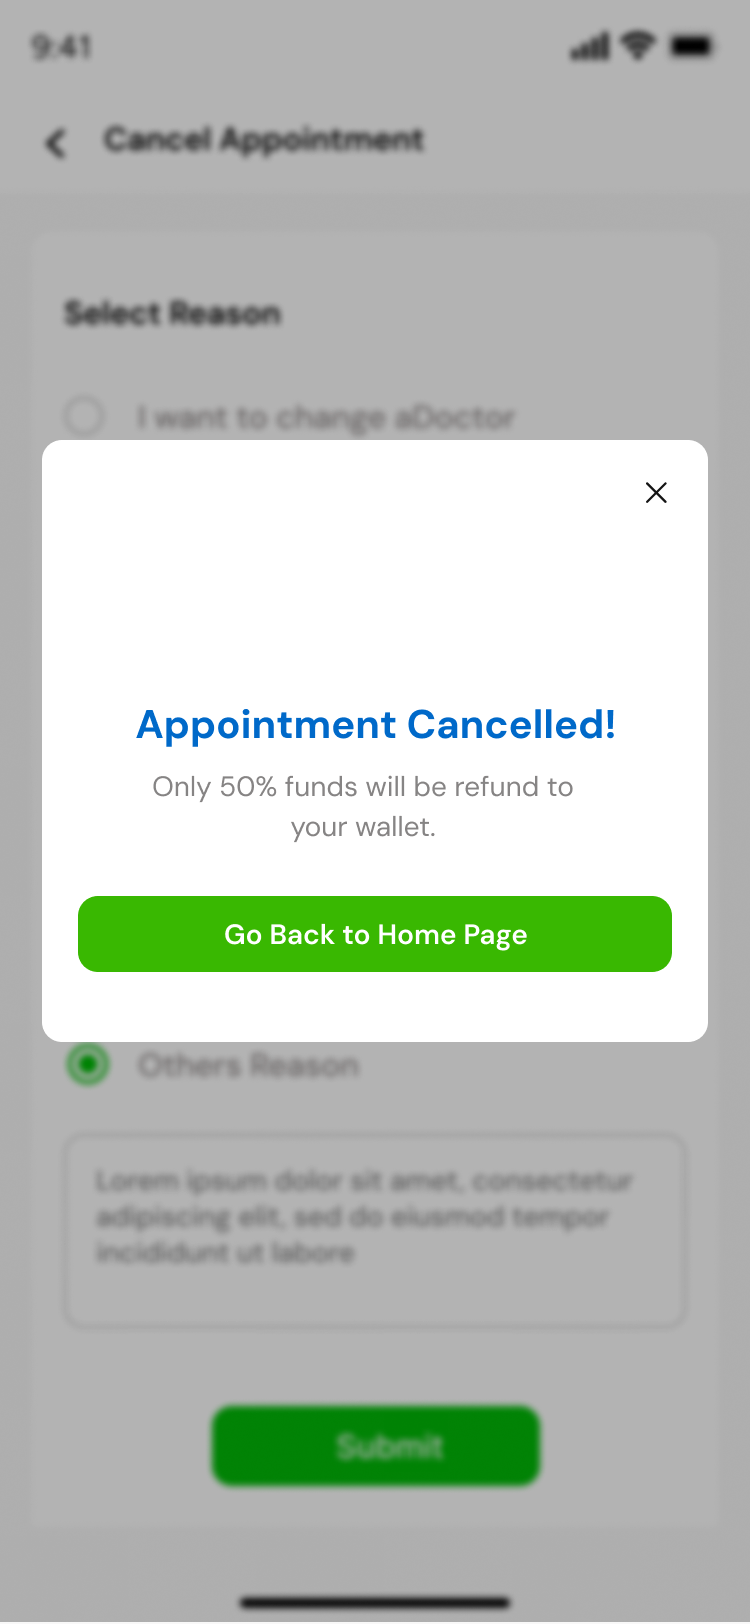 9:41
Cancel Appointment
Select Reason
I want to change aDoctor
Appointment Cancelled!
Only 50% funds will be refund to
your wallet.
Go Back to Home Page
Others Reason
Lorem ipsum dolor sit amet, consectetur
adipiscing elit, sed do eiusmod tempor
incididunt ut labore
Submit